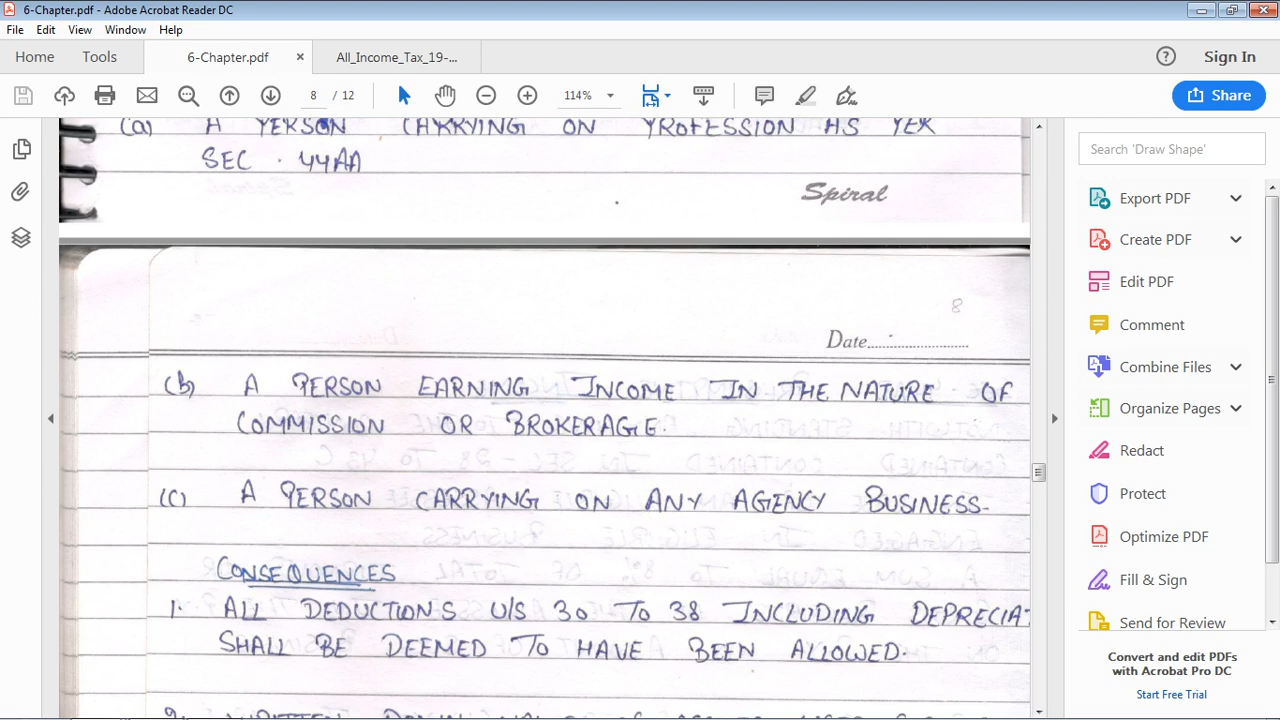 6-Chapter.pdf - Adobe Acrobat Reader DC
File Edit View Window Help
Home Tools 6-Chapter.pdf × All_Income_Tax_19-... Sign In
8 / 12 114% Share
(a) A PERSON CARRYING ON PROFESSION AS PER
SEC. 44AA
Spiral
8
Date
(b) A PERSON EARNING INCOME IN THE NATURE OF
COMMISSION OR BROKERAGE.
(c) A PERSON CARRYING ON ANY AGENCY BUSINESS.
CONSEQUENCES
1. ALL DEDUCTIONS U/S 30 TO 38 INCLUDING DEPRECIAT
SHALL BE DEEMED TO HAVE BEEN ALLOWED.
2. WRITTEN DOWN
Search 'Draw Shape'
Export PDF
Create PDF
Edit PDF
Comment
Combine Files
Organize Pages
Redact
Protect
Optimize PDF
Fill & Sign
Send for Review
Convert and edit PDFs
with Acrobat Pro DC
Start Free Trial